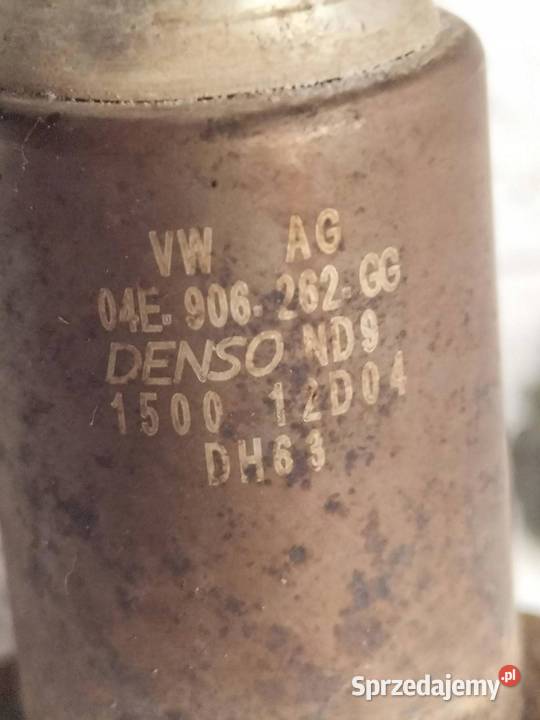 VW AG
04E-906-262-GG
DENSO ND9
1500 12D04
DH63
Sprzedajemy.pl